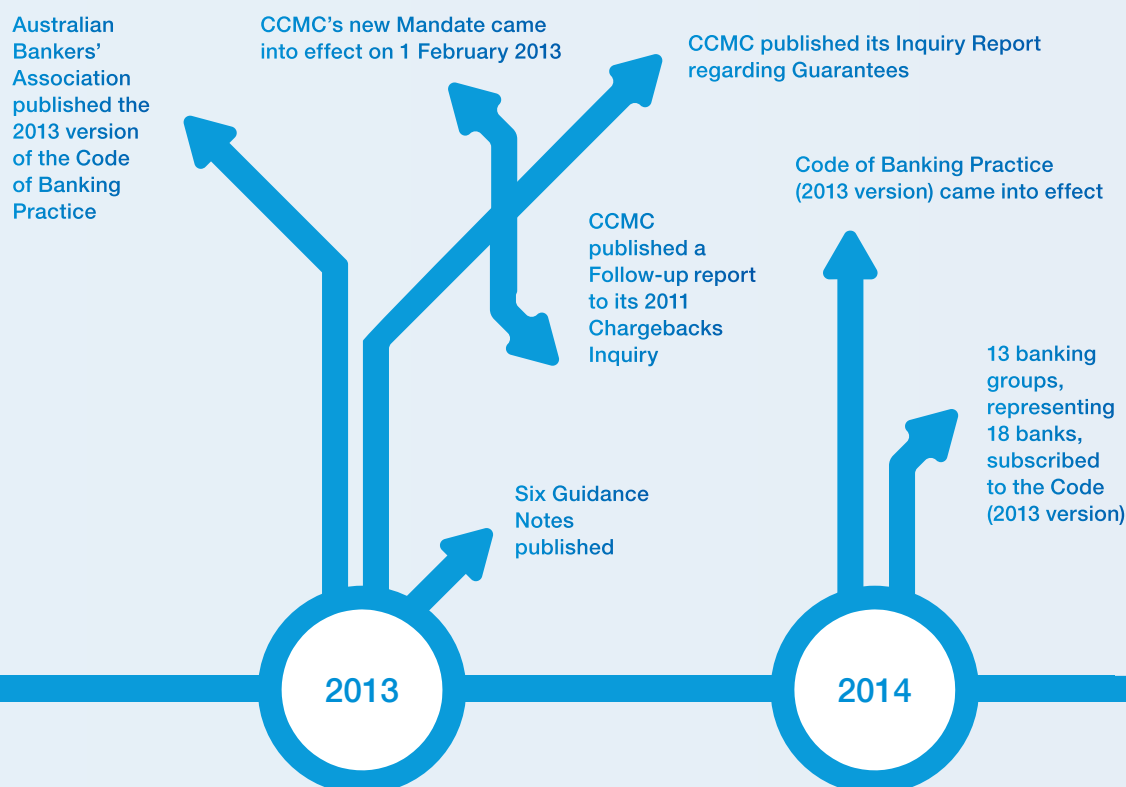 Australian
Bankers’
Association
published the
2013 version
of the Code
of Banking
Practice
CCMC’s new Mandate came
into effect on 1 February 2013
CCMC published its Inquiry Report
regarding Guarantees
CCMC
published a
Follow-up report
to its 2011
Chargebacks
Inquiry
Six Guidance
Notes
published
2013
Code of Banking Practice
(2013 version) came into effect
13 banking
groups,
representing
18 banks,
subscribed
to the Code
(2013 version)
2014